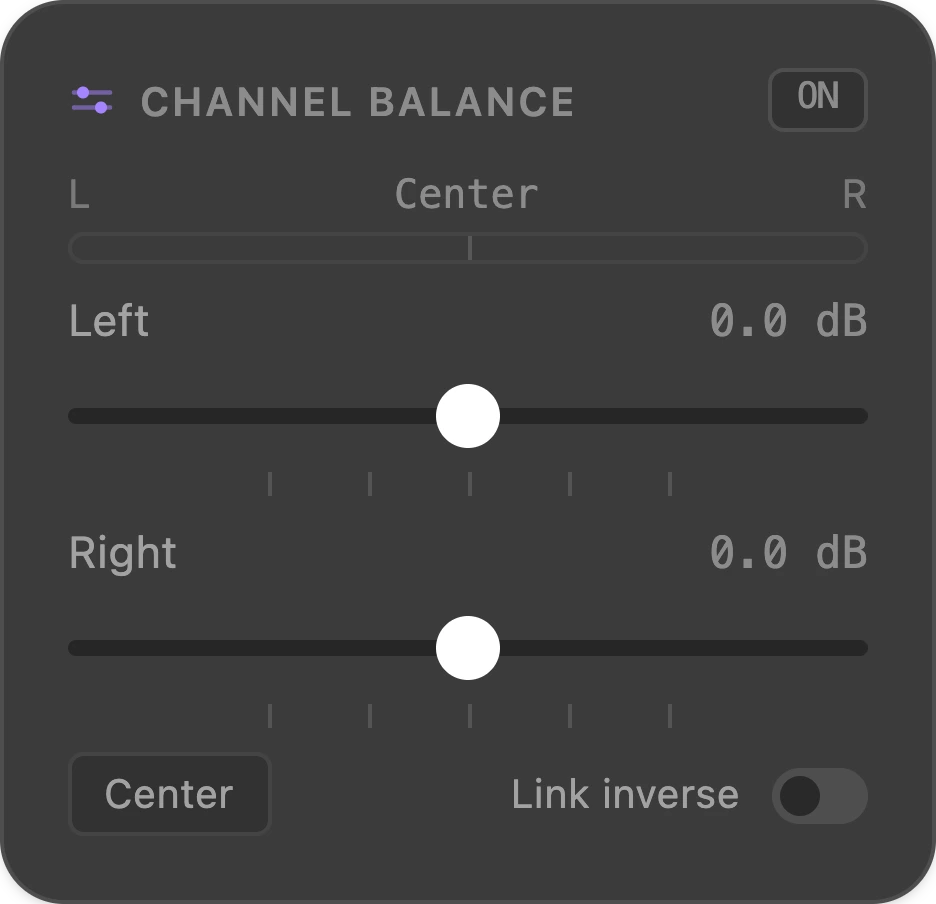 CHANNEL BALANCE ON
L Center R
Left 0.0 dB
Right 0.0 dB
Center Link inverse